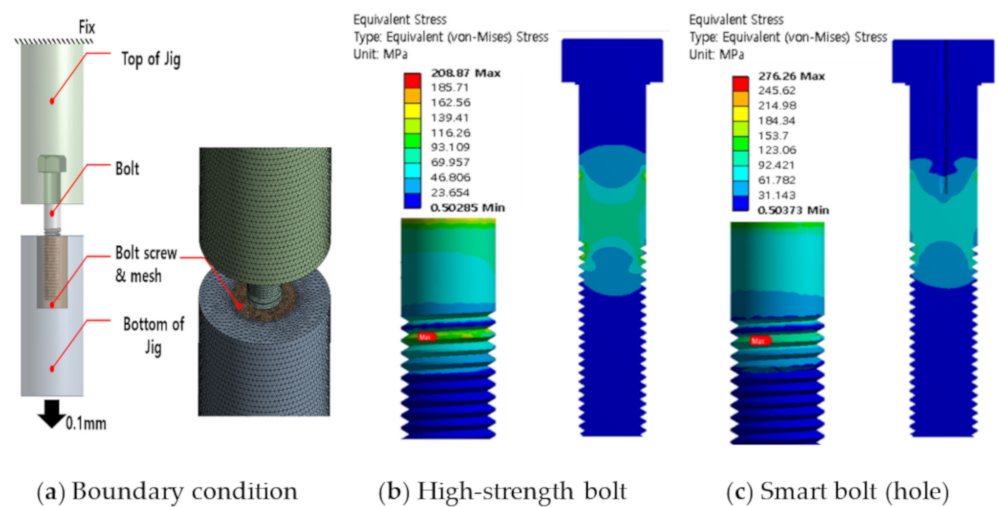 Fix
Top of Jig
Bolt
Bolt screw
& mesh
Bottom of
Jig
0.1mm
Equivalent Stress
Type: Equivalent (von-Mises) Stress
Unit: MPa
208.87 Max
185.71
162.56
139.41
116.26
93.109
69.957
46.806
23.654
0.50285 Min
Max
Equivalent Stress
Type: Equivalent (von-Mises) Stress
Unit: MPa
276.26 Max
245.62
214.98
184.34
153.7
123.06
92.421
61.782
31.143
0.50373 Min
Max
(a) Boundary condition
(b) High-strength bolt
(c) Smart bolt (hole)